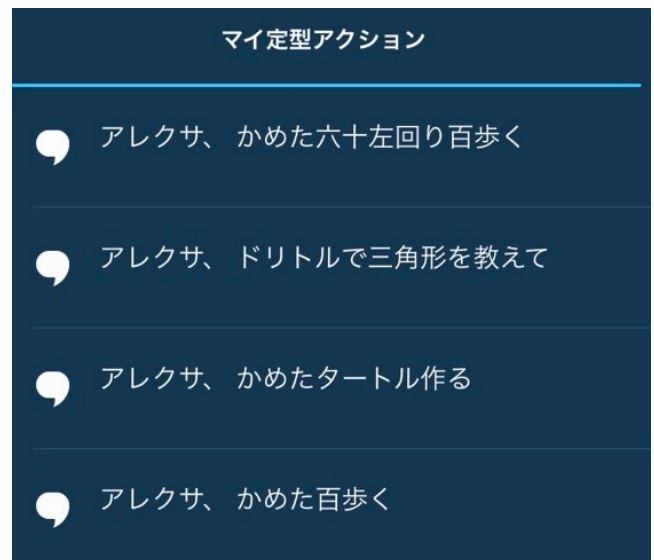 マイ定型アクション
アレクサ、 かめた六十左回り百歩く
アレクサ、 ドリトルで三角形を教えて
アレクサ、 かめたタートル作る
アレクサ、 かめた百歩く